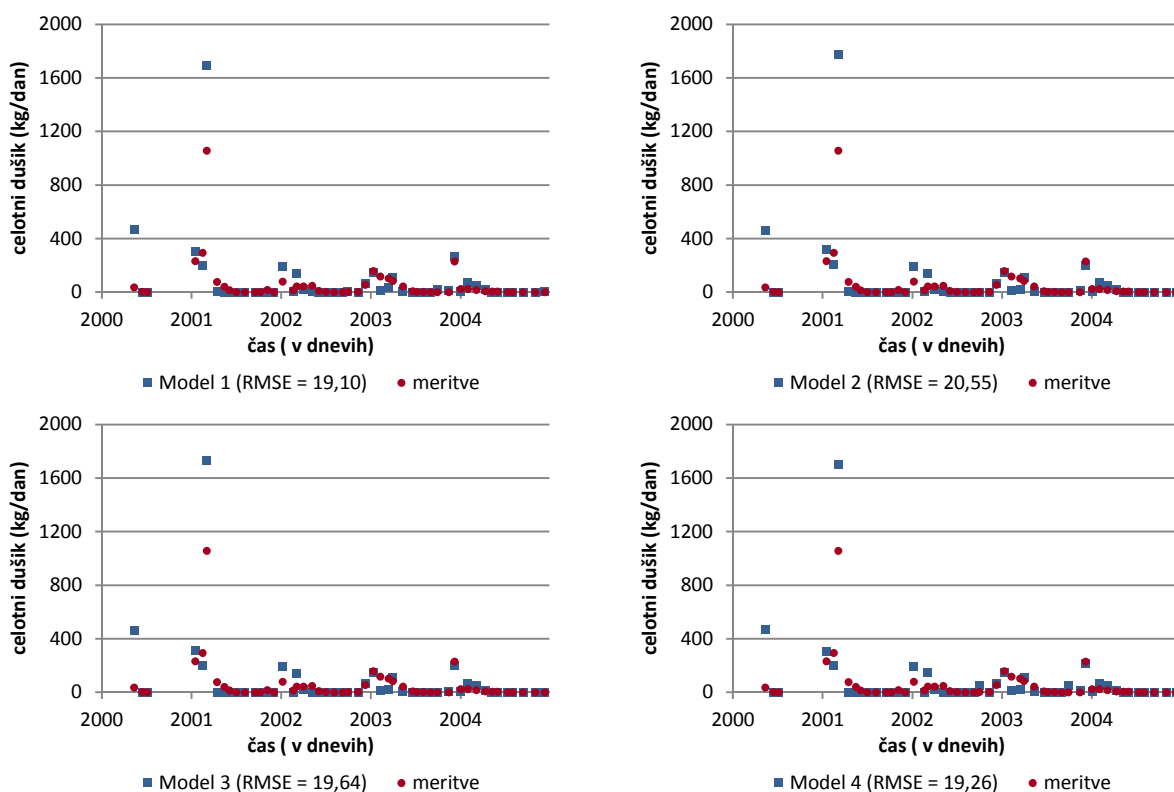 2000
1600
1200
800
400
0
celotni dušik (kg/dan)
2000 2001 2002 2003 2004
čas ( v dnevih)
Model 1 (RMSE = 19,10) meritve
2000
1600
1200
800
400
0
celotni dušik (kg/dan)
2000 2001 2002 2003 2004
čas ( v dnevih)
Model 2 (RMSE = 20,55) meritve
2000
1600
1200
800
400
0
celotni dušik (kg/dan)
2000 2001 2002 2003 2004
čas ( v dnevih)
Model 3 (RMSE = 19,64) meritve
2000
1600
1200
800
400
0
celotni dušik (kg/dan)
2000 2001 2002 2003 2004
čas ( v dnevih)
Model 4 (RMSE = 19,26) meritve